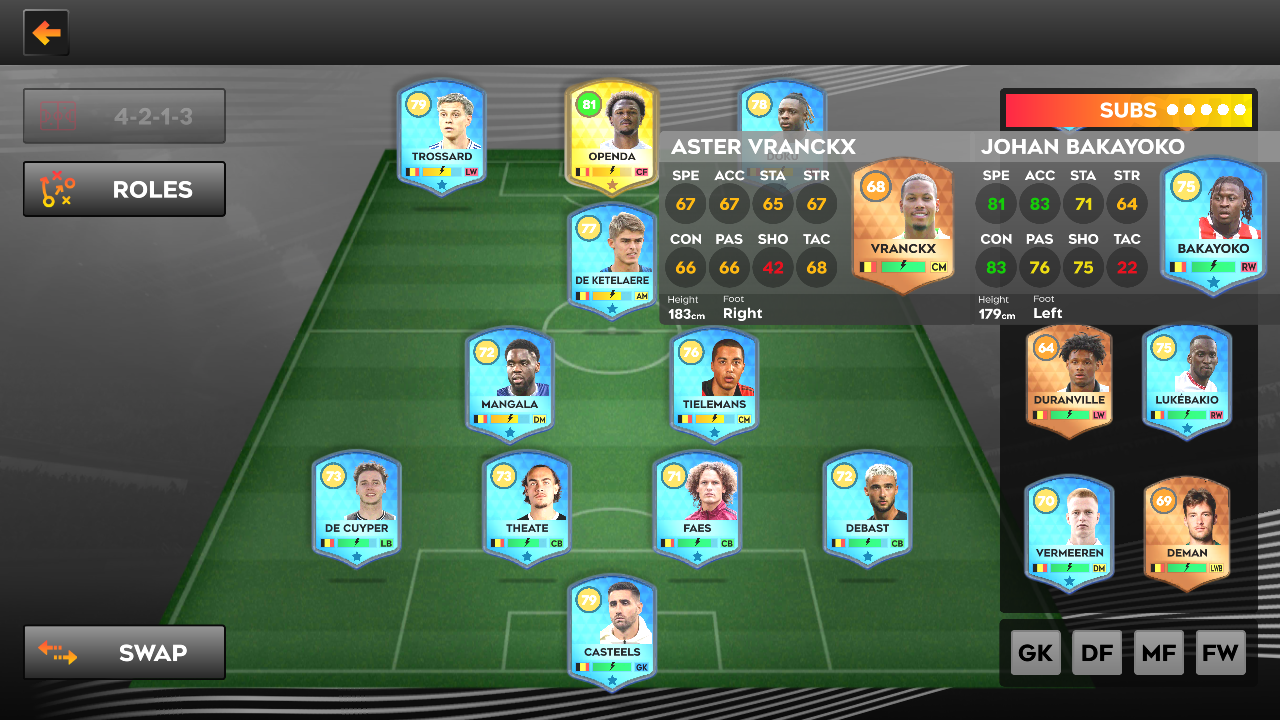 4-2-1-3
ROLES
SWAP
79
TROSSARD
LW
81
OPENDA
CF
78
DOKU
77
DE KETELAERE
AM
72
MANGALA
DM
76
TIELEMANS
CM
73
DE CUYPER
LB
73
THEATE
CB
71
FAES
CB
72
DEBAST
CB
79
CASTEELS
GK
SUBS
ASTER VRANCKX
SPE ACC STA STR
67 67 65 67
CON PAS SHO TAC
66 66 42 68
Height Foot
183cm Right
68
VRANCKX
CM
JOHAN BAKAYOKO
SPE ACC STA STR
81 83 71 64
CON PAS SHO TAC
83 76 75 22
Height Foot
179cm Left
75
BAKAYOKO
RW
64
DURANVILLE
LW
75
LUKÉBAKIO
RW
70
VERMEEREN
DM
69
DEMAN
LWB
GK DF MF FW